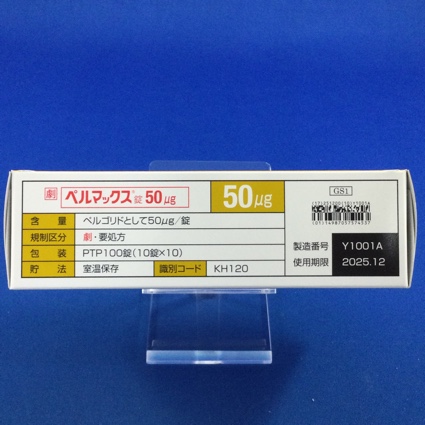 劇 ペルマックス®錠50μg
50μg
含量 ペルゴリドとして50μg/錠
規制区分 劇・要処方
包装 PTP100錠(10錠×10)
貯法 室温保存 識別コード KH120
GS1
製造番号 Y1001A
使用期限 2025.12